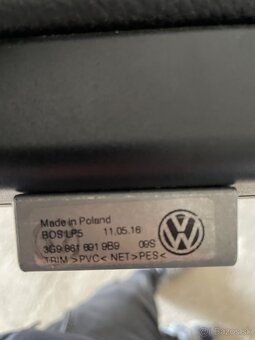 Made in Poland
BOS LP5 11.05.16
3G9 861 691 9B9 09S
TRIM >PVC< NET>PES<